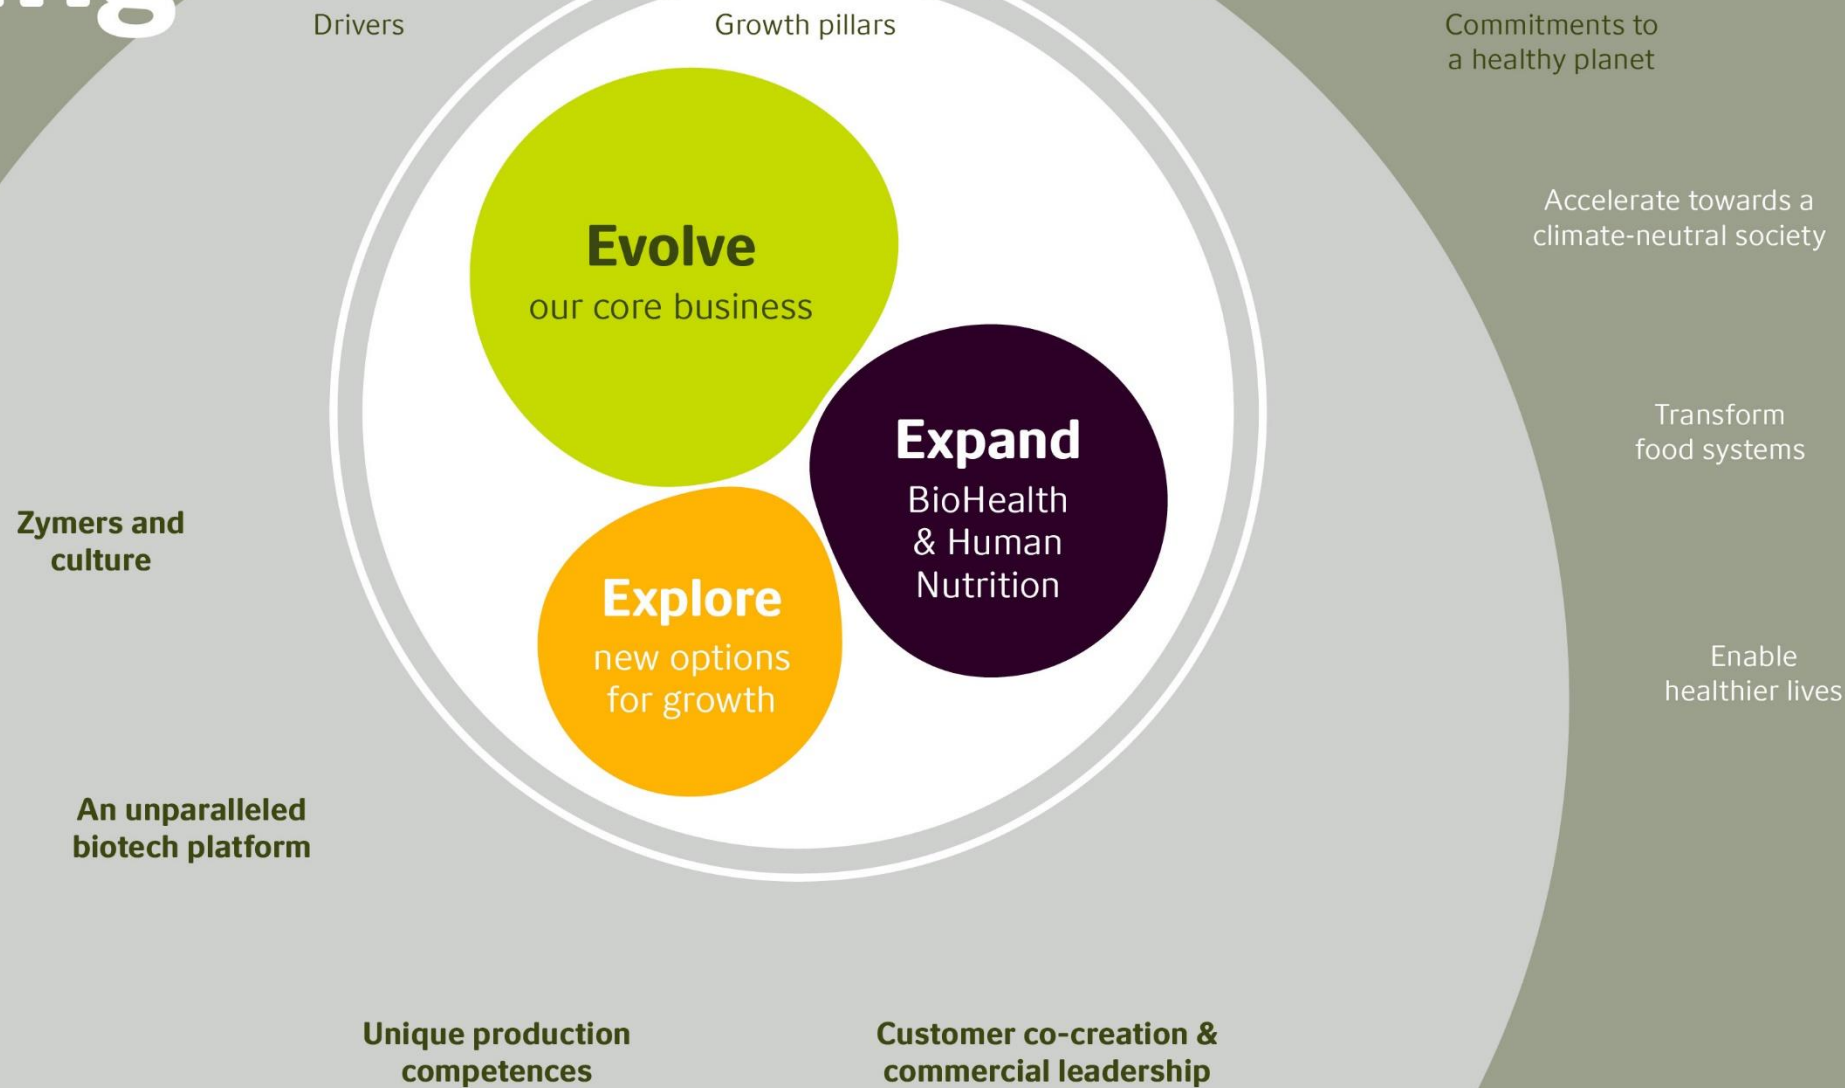 Drivers
Growth pillars
Commitments to
a healthy planet
Evolve
our core business
Expand
BioHealth
& Human
Nutrition
Explore
new options
for growth
Accelerate towards a
climate-neutral society
Transform
food systems
Enable
healthier lives
Zymers and
culture
An unparalleled
biotech platform
Unique production
competences
Customer co-creation &
commercial leadership